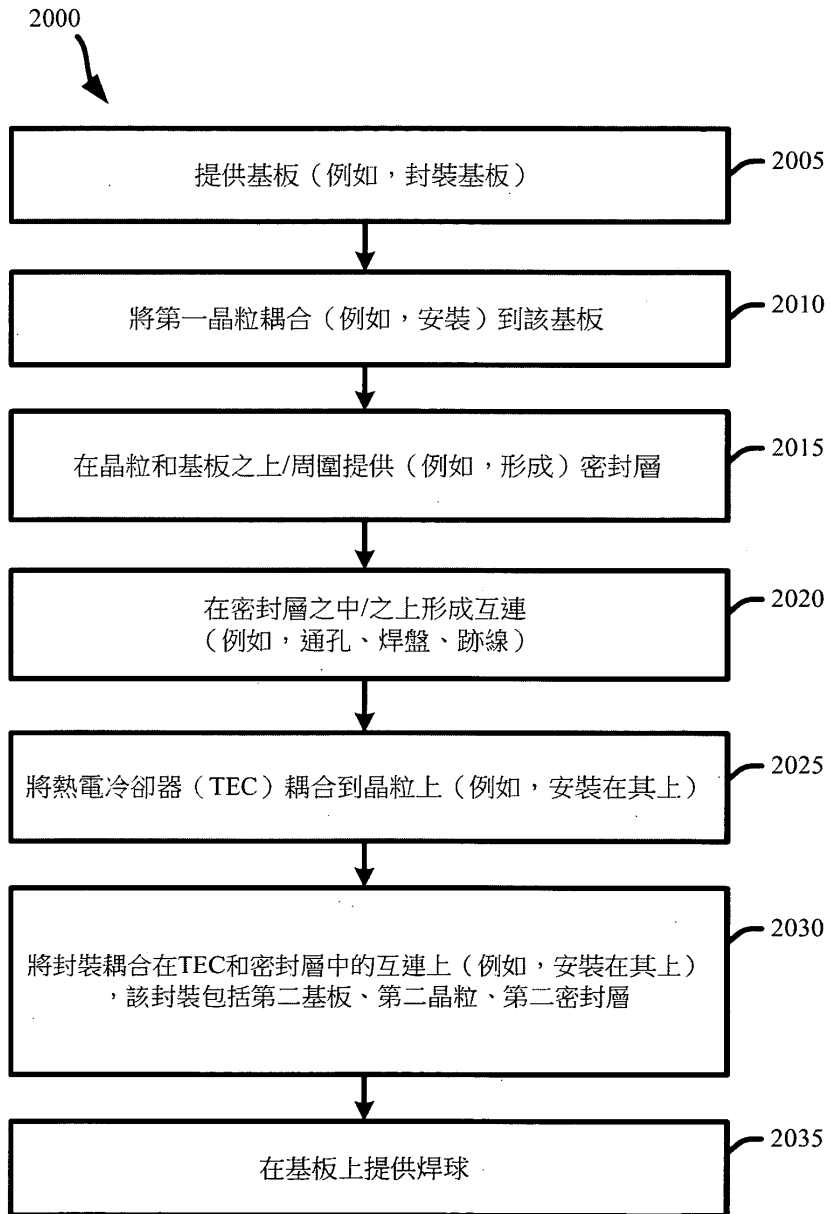 2000
提供基板（例如，封裝基板）
2005
將第一晶粒耦合（例如，安裝）到該基板
2010
在晶粒和基板之上/周圍提供（例如，形成）密封層
2015
在密封層之中/之上形成互連
（例如，通孔、焊盤、跡線）
2020
將熱電冷卻器（TEC）耦合到晶粒上（例如，安裝在其上）
2025
將封裝耦合在TEC和密封層中的互連上（例如，安裝在其上）
，該封裝包括第二基板、第二晶粒、第二密封層
2030
在基板上提供焊球
2035